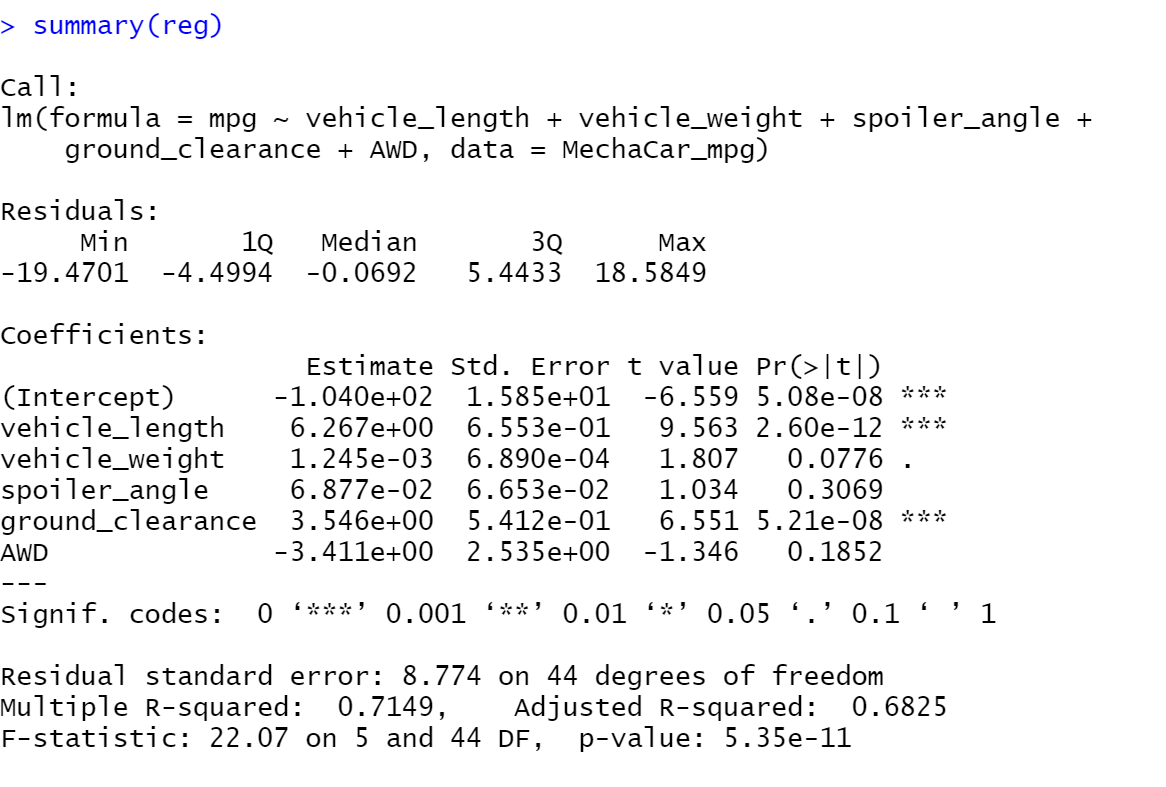 > summary(reg)
Call:
lm(formula = mpg ~ vehicle_length + vehicle_weight + spoiler_angle +
    ground_clearance + AWD, data = MechaCar_mpg)
Residuals:
     Min       1Q   Median       3Q      Max
-19.4701  -4.4994  -0.0692   5.4433  18.5849
Coefficients:
                   Estimate Std. Error t value Pr(>|t|)
(Intercept)      -1.040e+02  1.585e+01  -6.559 5.08e-08 ***
vehicle_length    6.267e+00  6.553e-01   9.563 2.60e-12 ***
vehicle_weight    1.245e-03  6.890e-04   1.807   0.0776 .
spoiler_angle     6.877e-02  6.653e-02   1.034   0.3069
ground_clearance  3.546e+00  5.412e-01   6.551 5.21e-08 ***
AWD              -3.411e+00  2.535e+00  -1.346   0.1852
---
Signif. codes:  0 ‘***’ 0.001 ‘**’ 0.01 ‘*’ 0.05 ‘.’ 0.1 ‘ ’ 1
Residual standard error: 8.774 on 44 degrees of freedom
Multiple R-squared:  0.7149,    Adjusted R-squared:  0.6825
F-statistic: 22.07 on 5 and 44 DF,  p-value: 5.35e-11